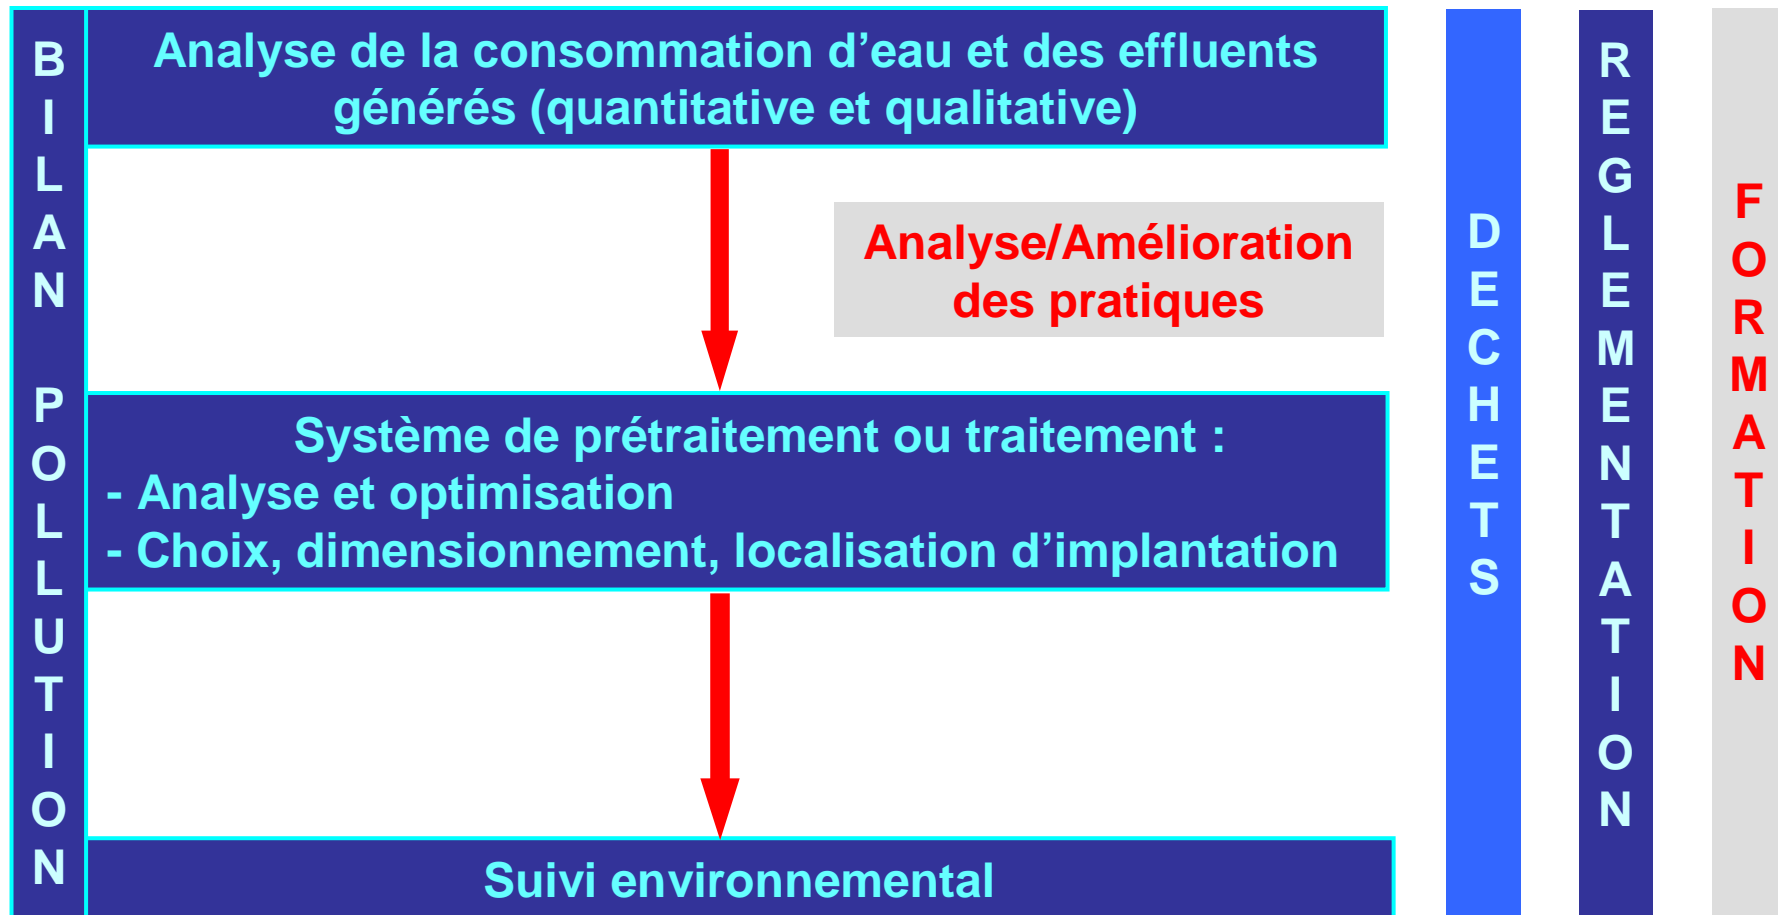 BILAN POLLUTION
Analyse de la consommation d’eau et des effluents
générés (quantitative et qualitative)
Analyse/Amélioration
des pratiques
Système de prétraitement ou traitement :
- Analyse et optimisation
- Choix, dimensionnement, localisation d’implantation
Suivi environnemental
DECHETS
REGLEMENTATION
FORMATION